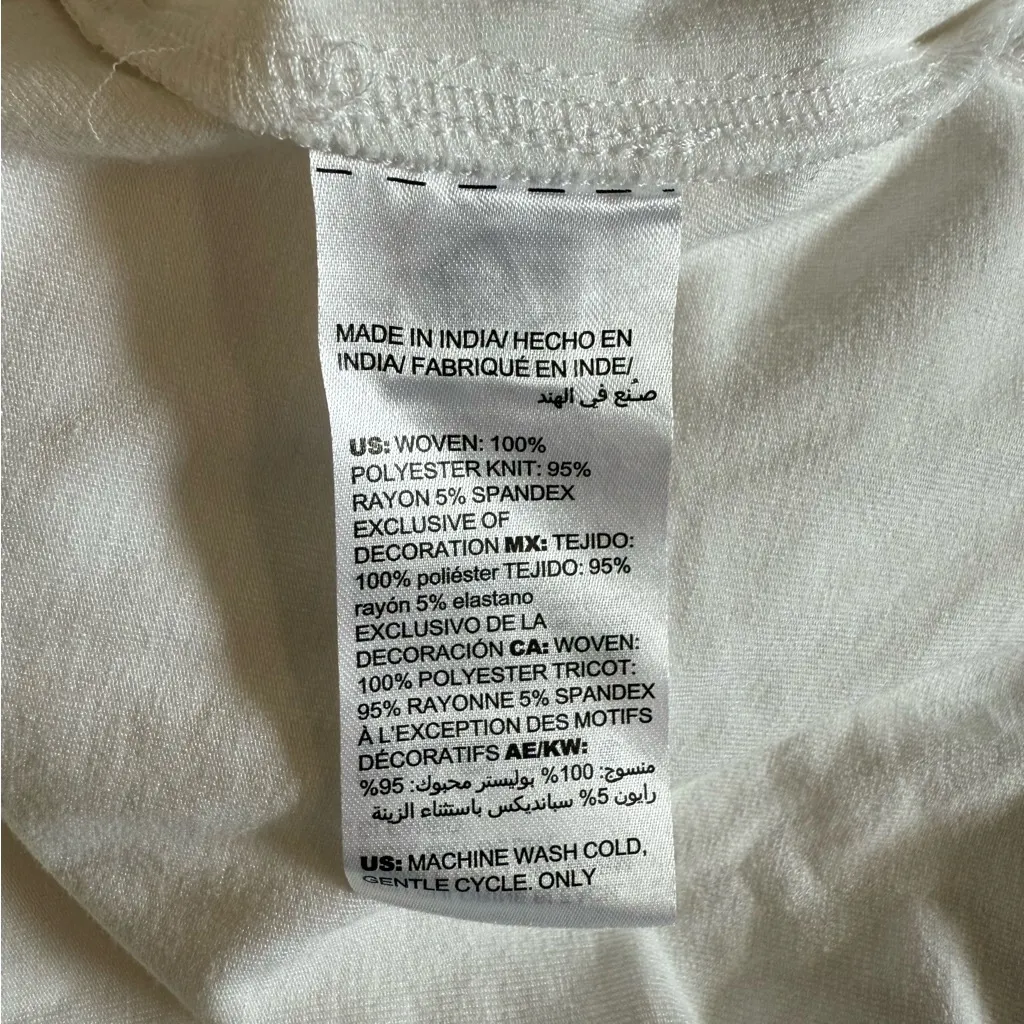 MADE IN INDIA/ HECHO EN
INDIA/ FABRIQUÉ EN INDE/
صُنع في الهند
US: WOVEN: 100%
POLYESTER KNIT: 95%
RAYON 5% SPANDEX
EXCLUSIVE OF
DECORATION MX: TEJIDO:
100% poliéster TEJIDO: 95%
rayón 5% elastano
EXCLUSIVO DE LA
DECORACIÓN CA: WOVEN:
100% POLYESTER TRICOT:
95% RAYONNE 5% SPANDEX
À L'EXCEPTION DES MOTIFS
DÉCORATIFS AE/KW:
منسوج: 100% بوليستر محبوك: 95%
رايون 5% سبانديكس باستثناء الزينة
US: MACHINE WASH COLD,
GENTLE CYCLE. ONLY